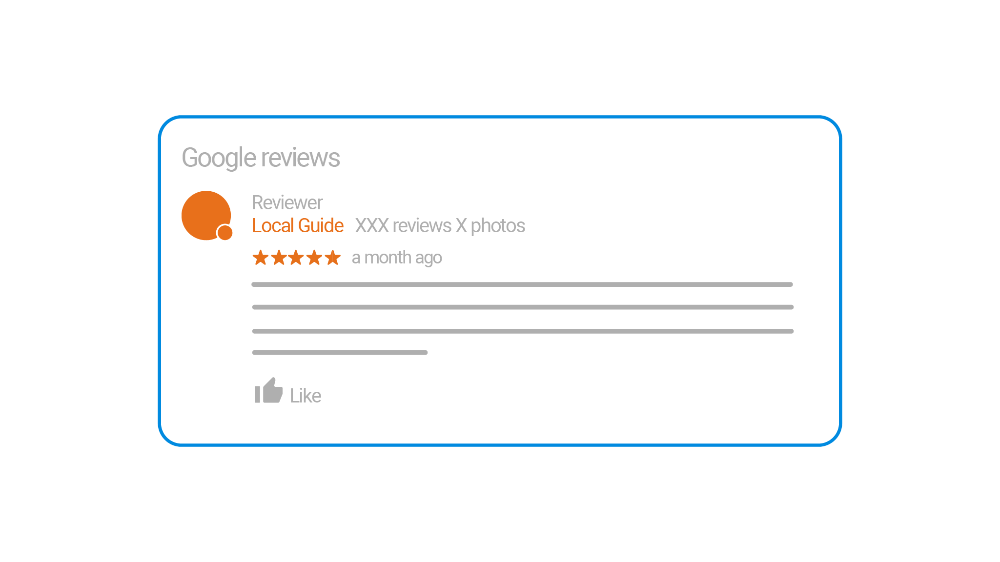 Google reviews
Reviewer
Local Guide XXX reviews X photos
a month ago
Like